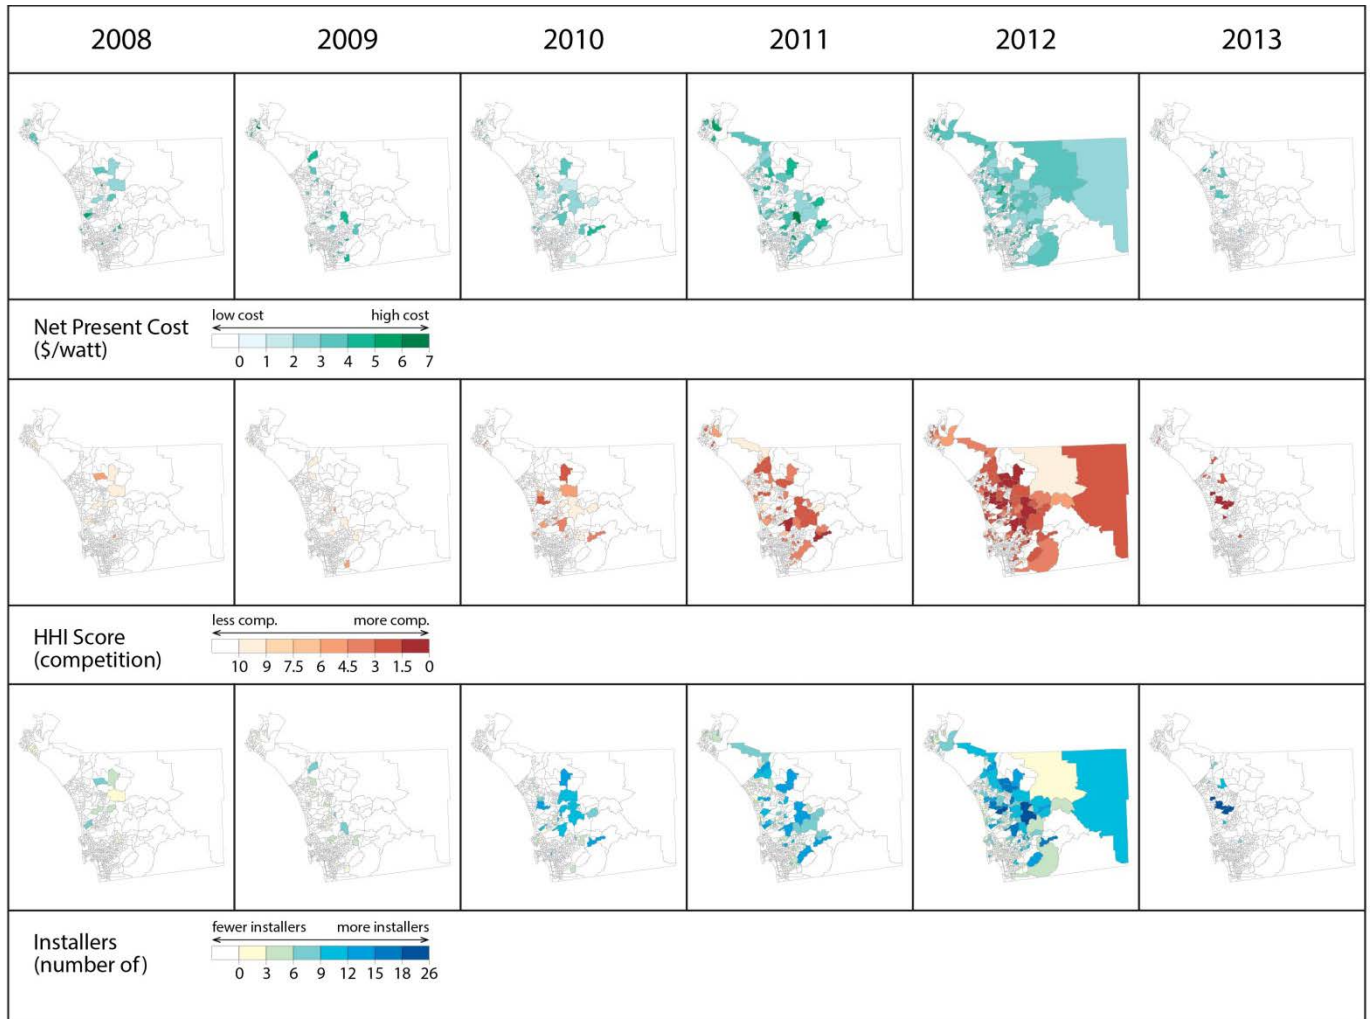 2008 2009 2010 2011 2012 2013
Net Present Cost
($/watt)
low cost high cost
0 1 2 3 4 5 6 7
HHI Score
(competition)
less comp. more comp.
10 9 7.5 6 4.5 3 1.5 0
Installers
(number of)
fewer installers more installers
0 3 6 9 12 15 18 26